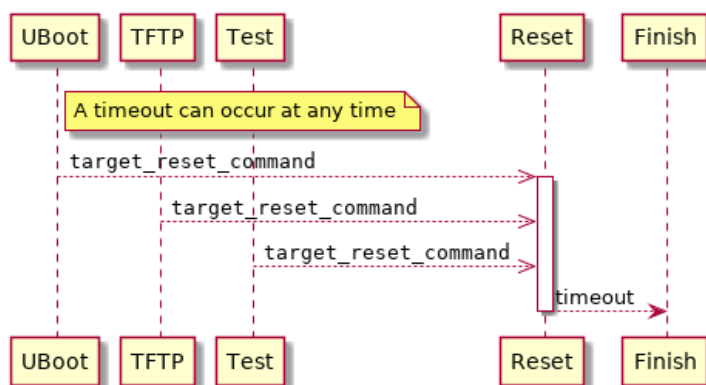 UBoot TFTP Test Reset Finish
A timeout can occur at any time
target_reset_command
target_reset_command
target_reset_command
timeout
UBoot TFTP Test Reset Finish